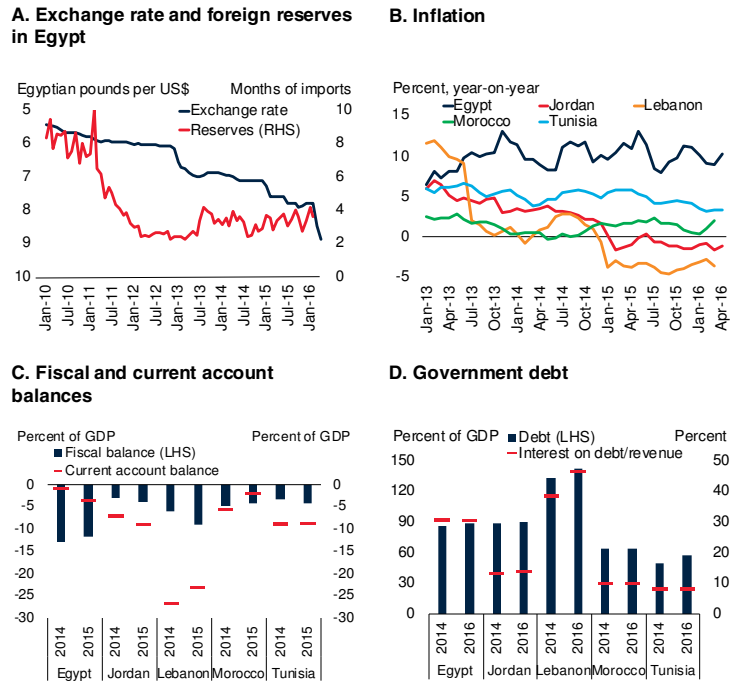 A. Exchange rate and foreign reserves
in Egypt
Egyptian pounds per US$ Months of imports
Exchange rate
Reserves (RHS)
5 10
6 8
7 6
8 4
9 2
10 0
Jan-10 Jul-10 Jan-11 Jul-11 Jan-12 Jul-12 Jan-13 Jul-13 Jan-14 Jul-14 Jan-15 Jul-15 Jan-16
B. Inflation
Percent, year-on-year
Egypt Jordan Lebanon
Morocco Tunisia
15
10
5
0
-5
Jan-13 Apr-13 Jul-13 Oct-13 Jan-14 Apr-14 Jul-14 Oct-14 Jan-15 Apr-15 Jul-15 Oct-15 Jan-16 Apr-16
C. Fiscal and current account
balances
Percent of GDP Percent of GDP
Fiscal balance (LHS)
Current account balance
0 0
-5 -5
-10 -10
-15 -15
-20 -20
-25 -25
-30 -30
2014 2015 2014 2015 2014 2015 2014 2015 2014 2015
Egypt Jordan Lebanon Morocco Tunisia
D. Government debt
Percent of GDP Percent
Debt (LHS)
Interest on debt/revenue
150 50
120 40
90 30
60 20
30 10
0 0
2014 2016 2014 2016 2014 2016 2014 2016 2014 2016
Egypt Jordan Lebanon Morocco Tunisia